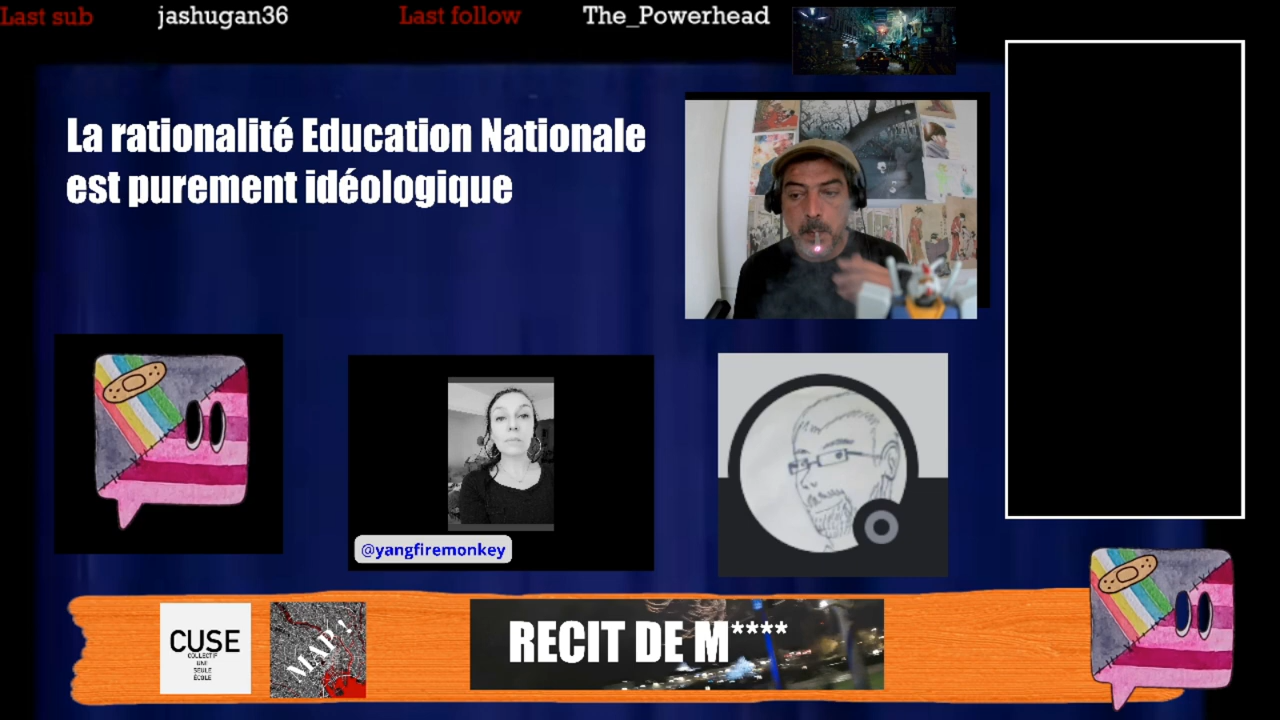 Last sub jashugan36 Last follow The_Powerhead
La rationalité Education Nationale
est purement idéologique
@yangfiremonkey
CUSE
COLLECTIF
UNE
SEULE
ÉCOLE
MAP !
RECIT DE M****